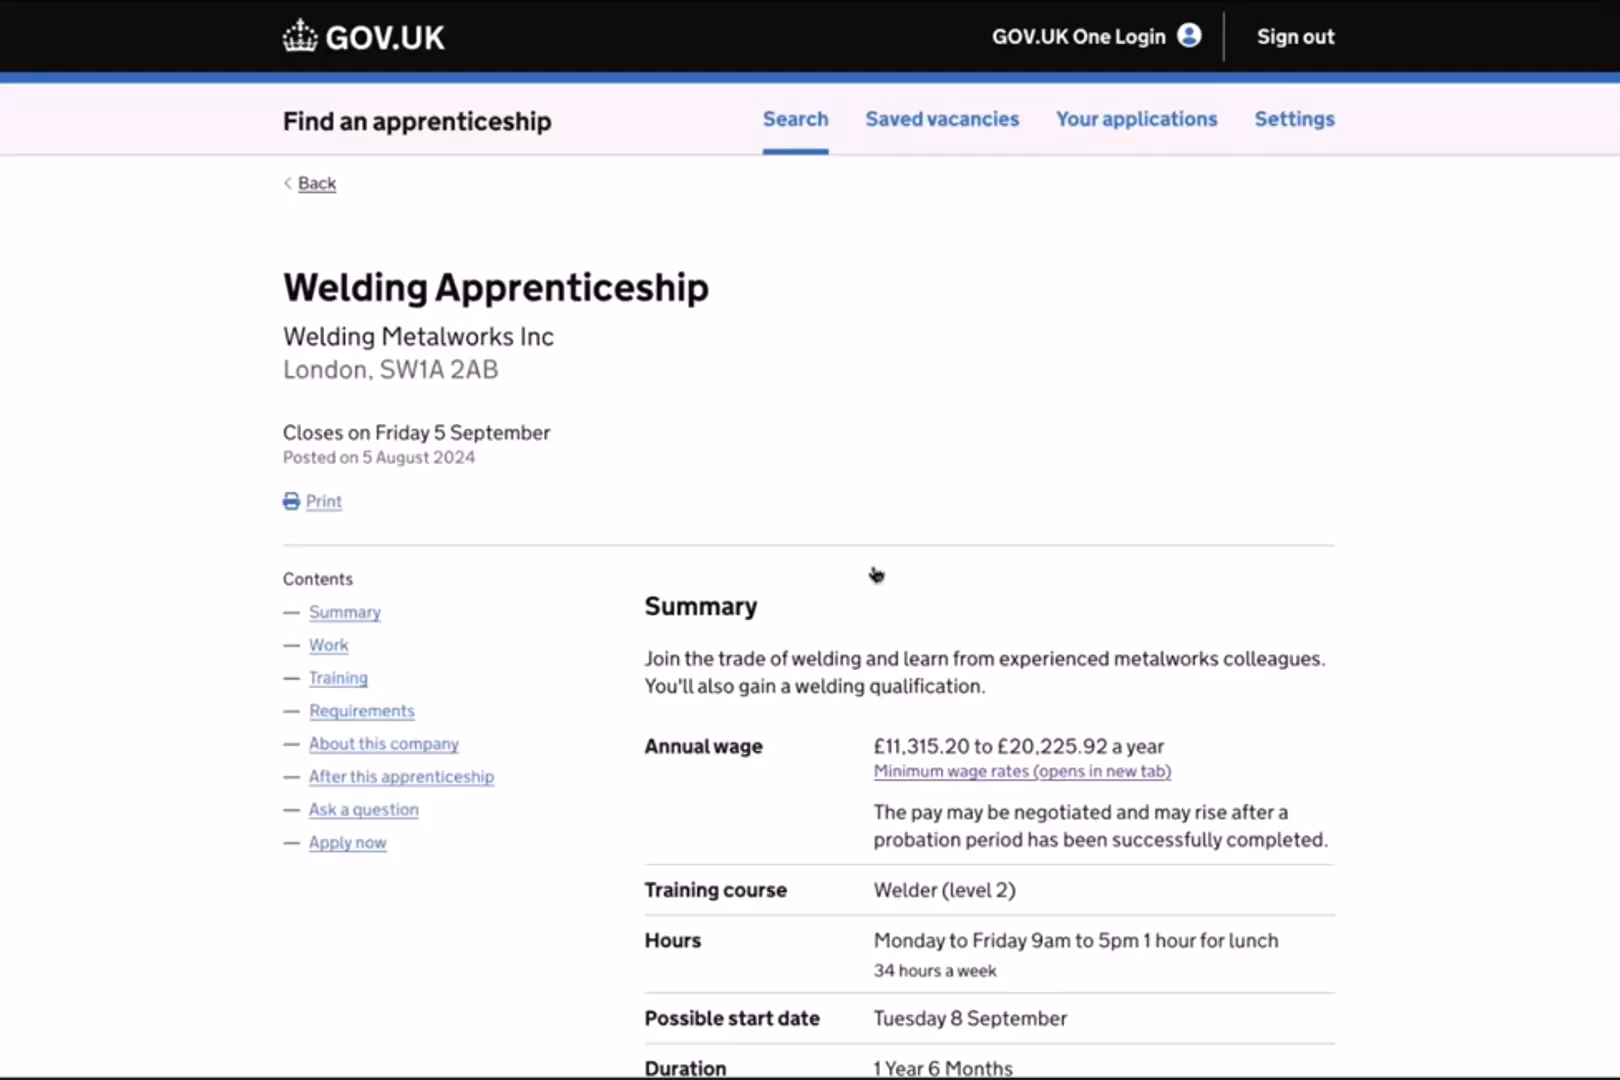 GOV.UK
GOV.UK One Login
Sign out
Find an apprenticeship
Search
Saved vacancies
Your applications
Settings
Back
Welding Apprenticeship
Welding Metalworks Inc
London, SW1A 2AB
Closes on Friday 5 September
Posted on 5 August 2024
Print
Contents
— Summary
— Work
— Training
— Requirements
— About this company
— After this apprenticeship
— Ask a question
— Apply now
Summary
Join the trade of welding and learn from experienced metalworks colleagues.
You'll also gain a welding qualification.
Annual wage
£11,315.20 to £20,225.92 a year
Minimum wage rates (opens in new tab)
The pay may be negotiated and may rise after a
probation period has been successfully completed.
Training course
Welder (level 2)
Hours
Monday to Friday 9am to 5pm 1 hour for lunch
34 hours a week
Possible start date
Tuesday 8 September
Duration
1 Year 6 Months